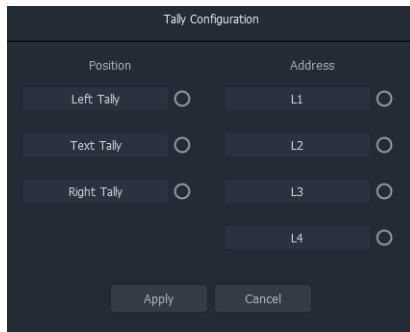 Tally Configuration
Position Address
Left Tally L1
Text Tally L2
Right Tally L3
L4
Apply Cancel